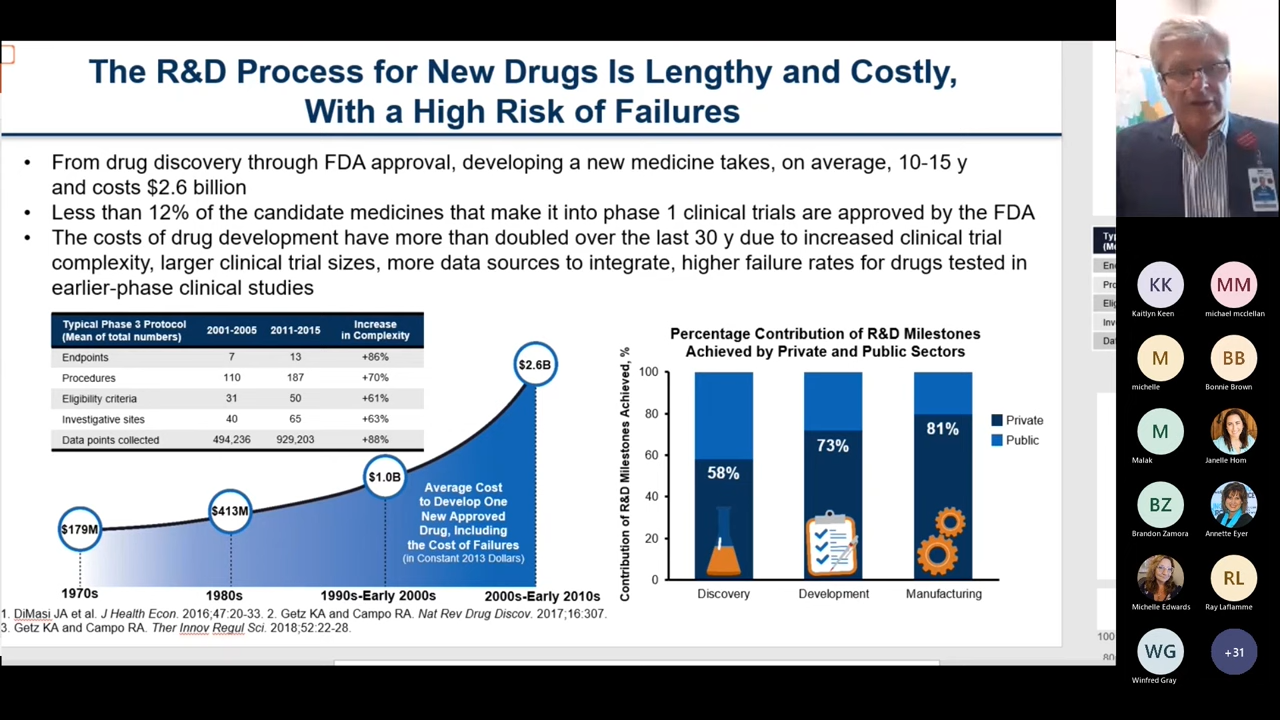 The R&D Process for New Drugs Is Lengthy and Costly,
With a High Risk of Failures
• From drug discovery through FDA approval, developing a new medicine takes, on average, 10-15 y
and costs $2.6 billion
• Less than 12% of the candidate medicines that make it into phase 1 clinical trials are approved by the FDA
• The costs of drug development have more than doubled over the last 30 y due to increased clinical trial
complexity, larger clinical trial sizes, more data sources to integrate, higher failure rates for drugs tested in
earlier-phase clinical studies
Typical Phase 3 Protocol
(Mean of total numbers) 2001-2005 2011-2015 Increase
in Complexity
Endpoints 7 13 +86%
Procedures 110 187 +70%
Eligibility criteria 31 50 +61%
Investigative sites 40 65 +63%
Data points collected 494,236 929,203 +88%
$179M
$413M
$1.0B
$2.6B
Average Cost
to Develop One
New Approved
Drug, Including
the Cost of Failures
(in Constant 2013 Dollars)
1970s 1980s 1990s-Early 2000s 2000s-Early 2010s
Percentage Contribution of R&D Milestones
Achieved by Private and Public Sectors
Contribution of R&D Milestones Achieved, %
100
80
60
40
20
0
58%
73%
81%
Discovery Development Manufacturing
Private
Public
1. DiMasi JA et al. J Health Econ. 2016;47:20-33. 2. Getz KA and Campo RA. Nat Rev Drug Discov. 2017;16:307.
3. Getz KA and Campo RA. Ther Innov Regul Sci. 2018;52:22-28.
Ty
(Me
En
Pro
Elig
Inv
Dat
100
80
KK
Kaitlyn Keen
MM
michael mcclellan
M
michelle
BB
Bonnie Brown
M
Malak
Janelle Hom
BZ
Brandon Zamora
Annette Eyer
Michelle Edwards
RL
Ray Laflamme
WG
Winfred Gray
+31